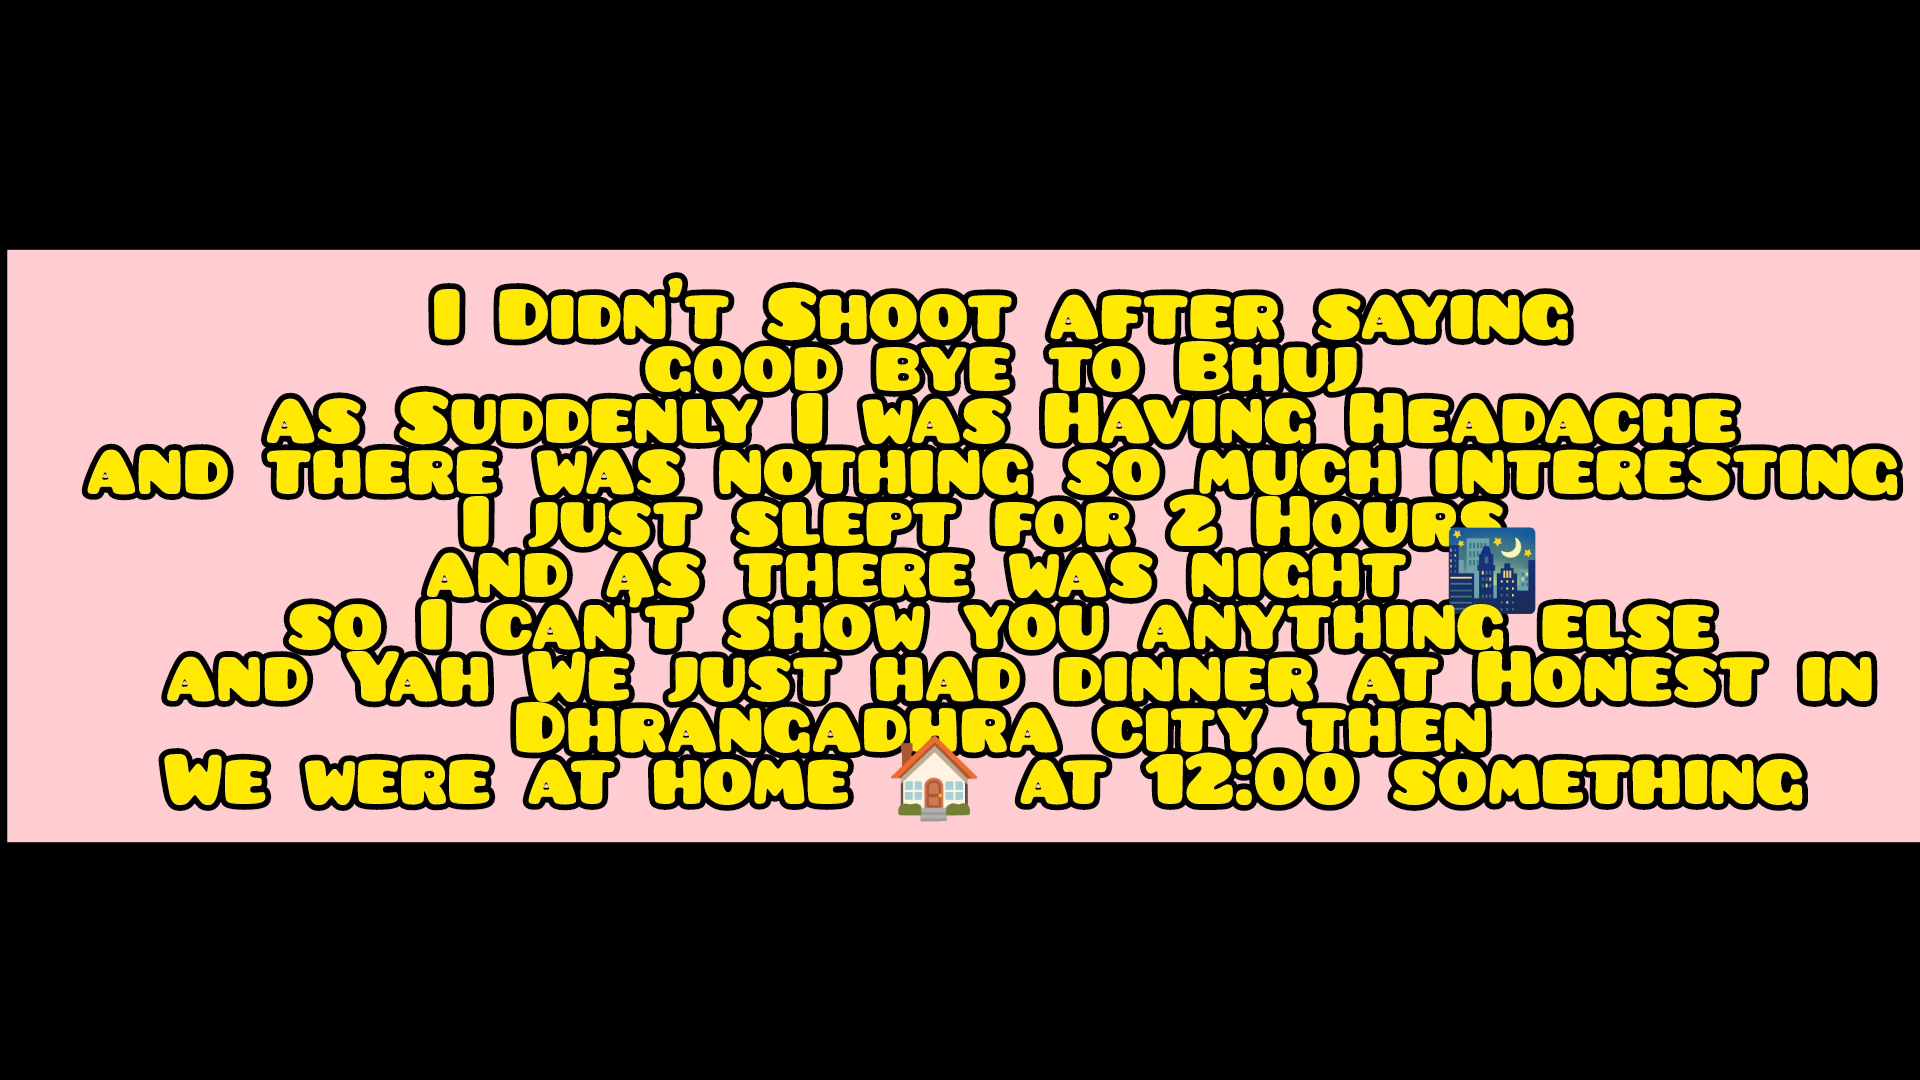 I Didn't Shoot after saying
good bye to Bhuj
as Suddenly I was Having Headache
and there was nothing so much interesting
I just slept for 2 Hours
and as there was night 🌃
so I can't show you anything else
and Yah We just had dinner at Honest in
Dhrangadhra city then
We were at home 🏠 at 12:00 something